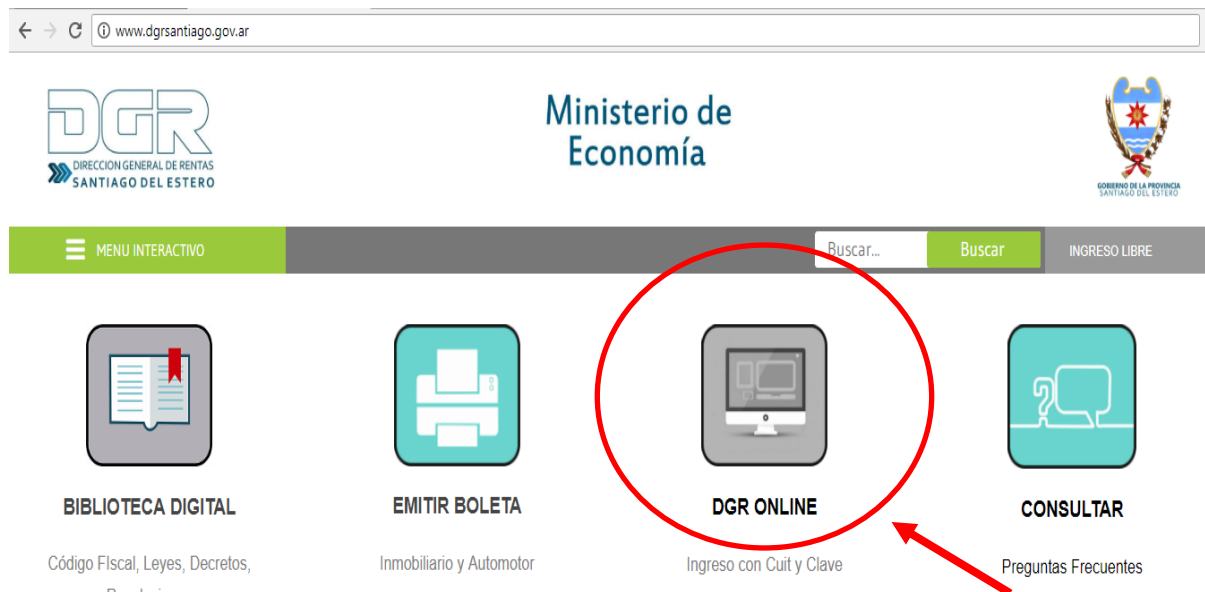 www.dgrsantiago.gov.ar
DGR
DIRECCION GENERAL DE RENTAS
SANTIAGO DEL ESTERO
Ministerio de
Economía
GOBIERNO DE LA PROVINCIA
SANTIAGO DEL ESTERO
MENU INTERACTIVO
Buscar...
Buscar
INGRESO LIBRE
BIBLIOTECA DIGITAL
EMITIR BOLETA
DGR ONLINE
CONSULTAR
Código FIscal, Leyes, Decretos,
Inmobiliario y Automotor
Ingreso con Cuit y Clave
Preguntas Frecuentes